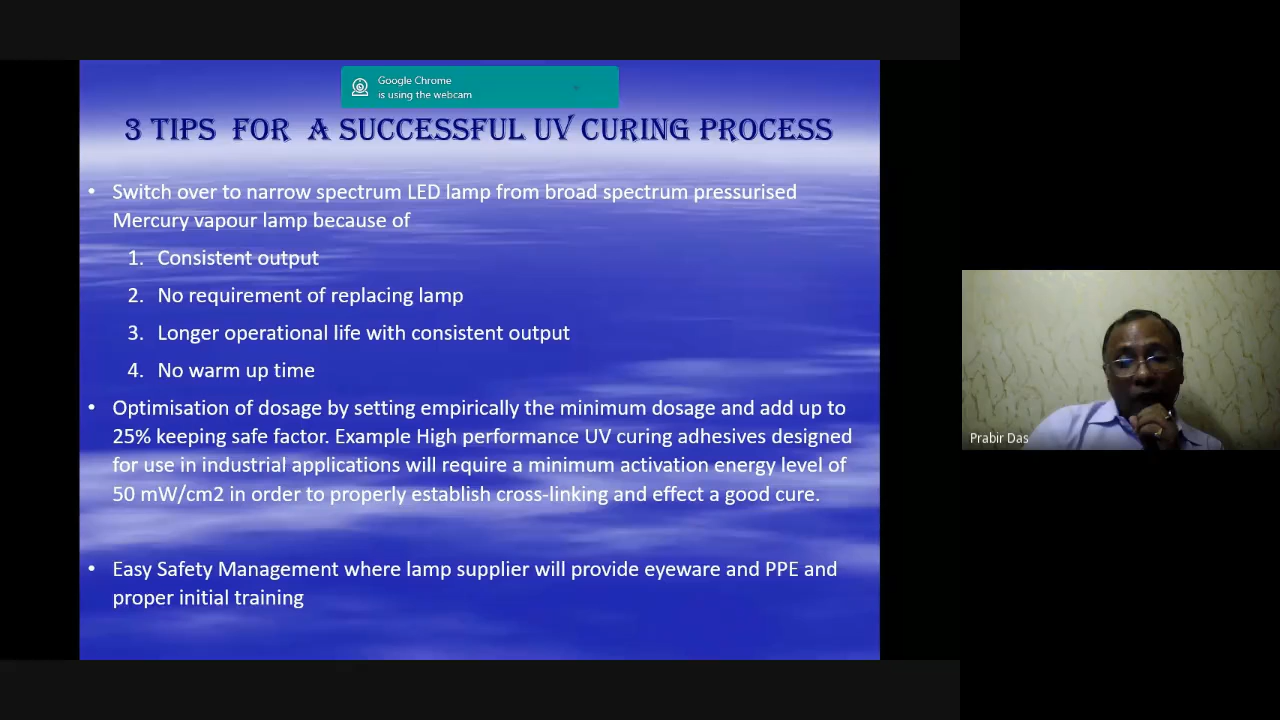 Google Chrome
is using the webcam
3 TIPS FOR A SUCCESSFUL UV CURING PROCESS
• Switch over to narrow spectrum LED lamp from broad spectrum pressurised
Mercury vapour lamp because of
1. Consistent output
2. No requirement of replacing lamp
3. Longer operational life with consistent output
4. No warm up time
• Optimisation of dosage by setting empirically the minimum dosage and add up to
25% keeping safe factor. Example High performance UV curing adhesives designed
for use in industrial applications will require a minimum activation energy level of
50 mW/cm2 in order to properly establish cross-linking and effect a good cure.
• Easy Safety Management where lamp supplier will provide eyeware and PPE and
proper initial training
Prabir Das